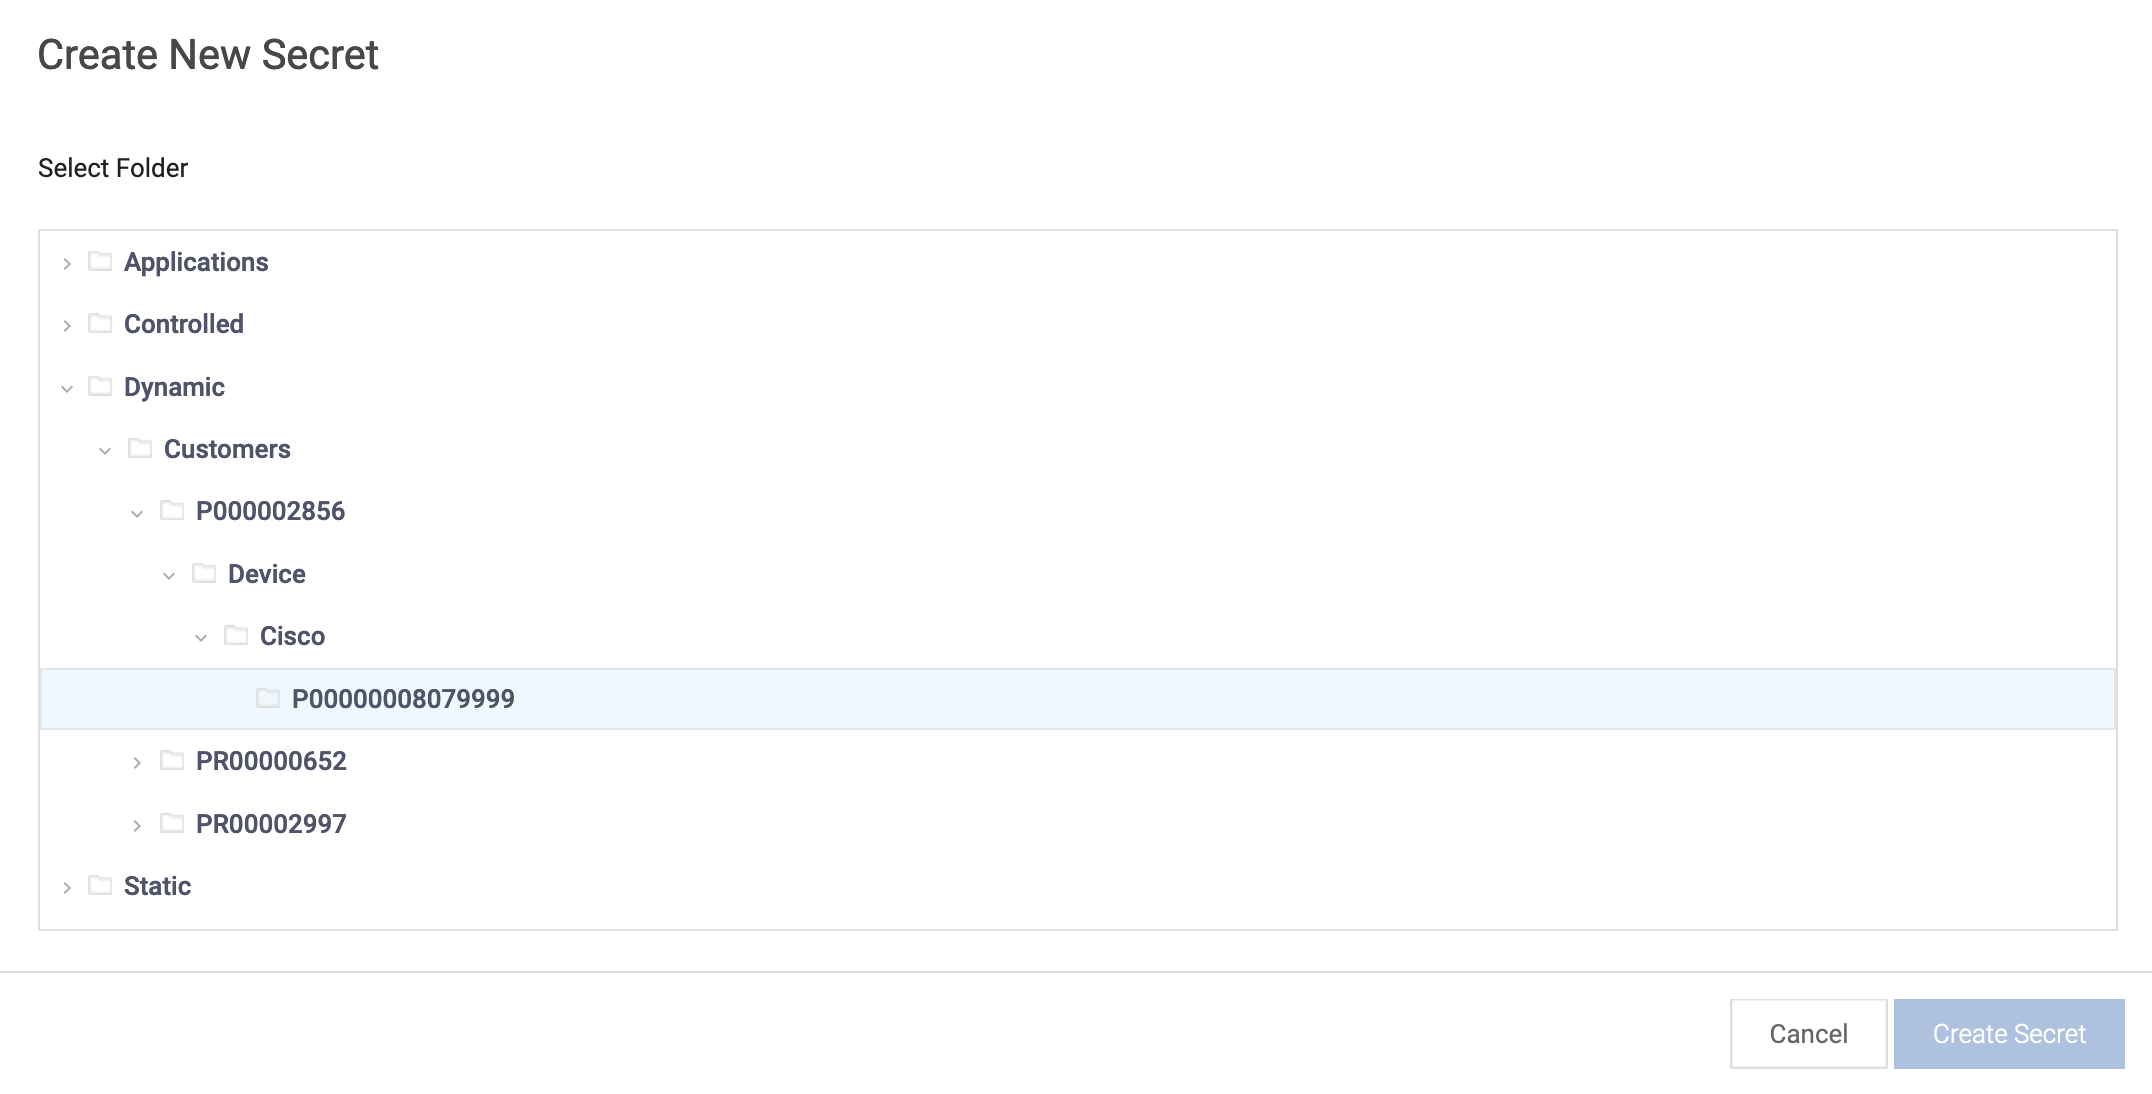 Create New Secret
Select Folder
Applications
Controlled
Dynamic
Customers
P000002856
Device
Cisco
P00000008079999
PR00000652
PR00002997
Static
Cancel
Create Secret